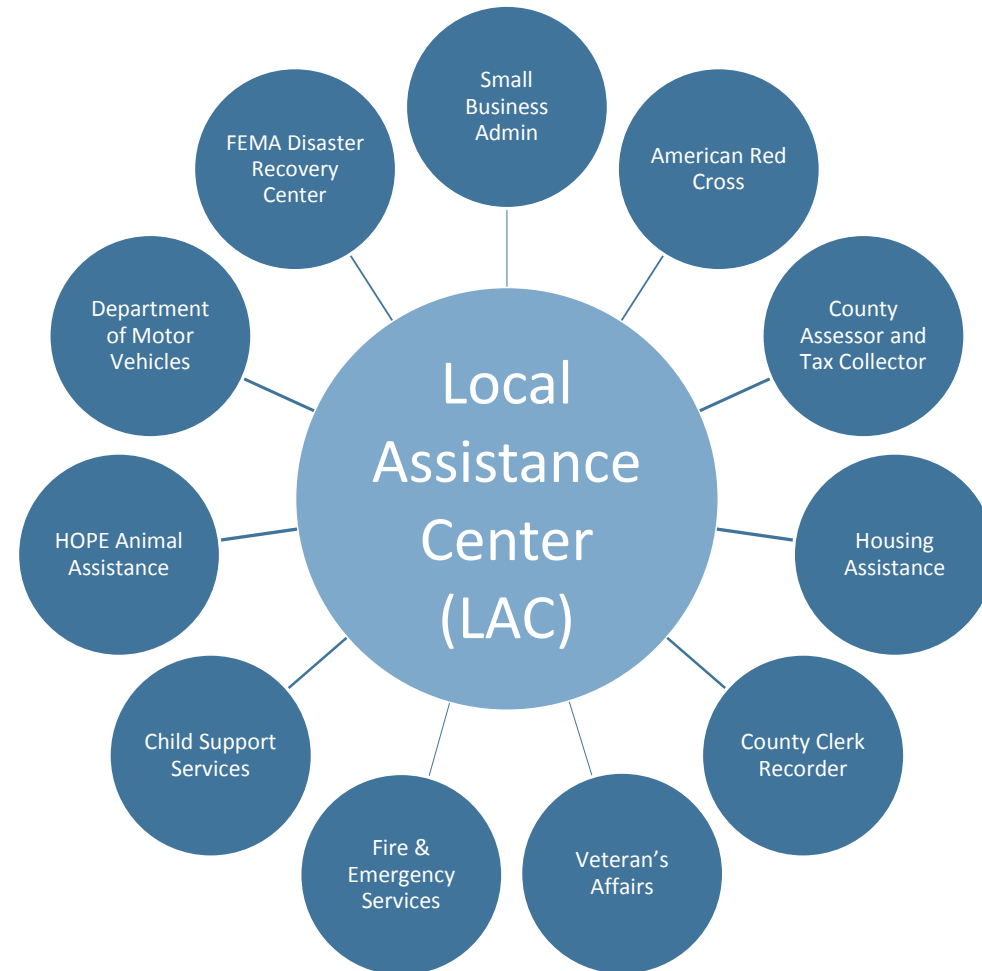 Small
Business
Admin
American Red
Cross
County
Assessor and
Tax Collector
Housing
Assistance
County Clerk
Recorder
Veteran’s
Affairs
Fire &
Emergency
Services
Child Support
Services
HOPE Animal
Assistance
Department
of Motor
Vehicles
FEMA Disaster
Recovery
Center
Local
Assistance
Center
(LAC)